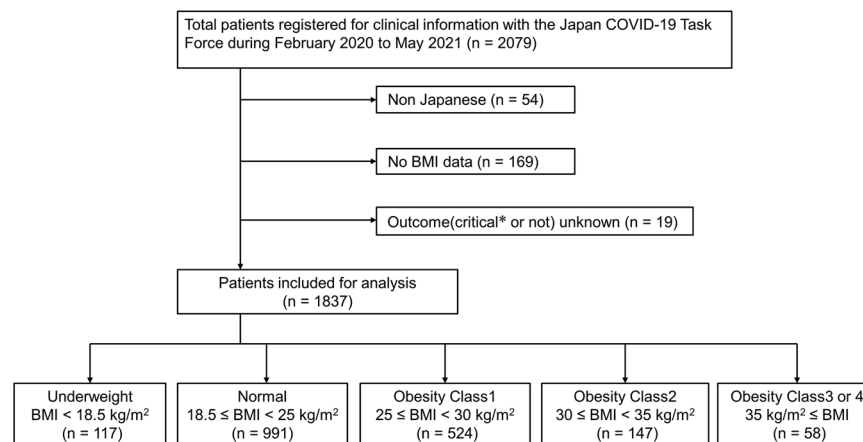 Total patients registered for clinical information with the Japan COVID-19 Task
Force during February 2020 to May 2021 (n = 2079)
Non Japanese (n = 54)
No BMI data (n = 169)
Outcome(critical* or not) unknown (n = 19)
Patients included for analysis
(n = 1837)
Underweight
BMI < 18.5 kg/m²
(n = 117)
Normal
18.5 ≤ BMI < 25 kg/m²
(n = 991)
Obesity Class1
25 ≤ BMI < 30 kg/m²
(n = 524)
Obesity Class2
30 ≤ BMI < 35 kg/m²
(n = 147)
Obesity Class3 or 4
35 kg/m² ≤ BMI
(n = 58)